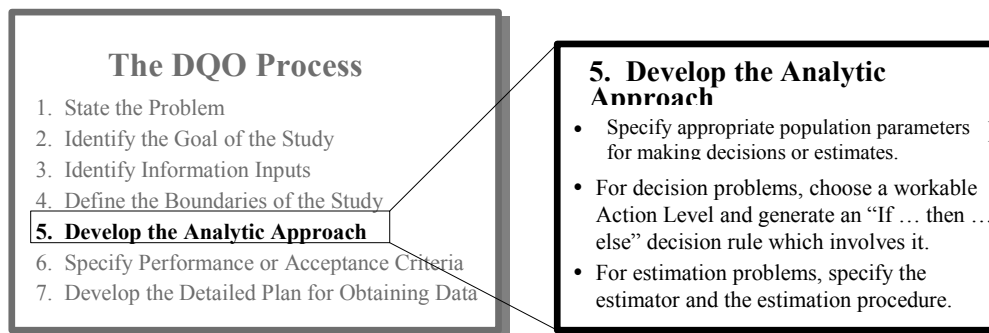 The DQO Process
1. State the Problem
2. Identify the Goal of the Study
3. Identify Information Inputs
4. Define the Boundaries of the Study
5. Develop the Analytic Approach
6. Specify Performance or Acceptance Criteria
7. Develop the Detailed Plan for Obtaining Data
5. Develop the Analytic
Approach
• Specify appropriate population parameters
for making decisions or estimates.
• For decision problems, choose a workable
Action Level and generate an “If … then …
else” decision rule which involves it.
• For estimation problems, specify the
estimator and the estimation procedure.